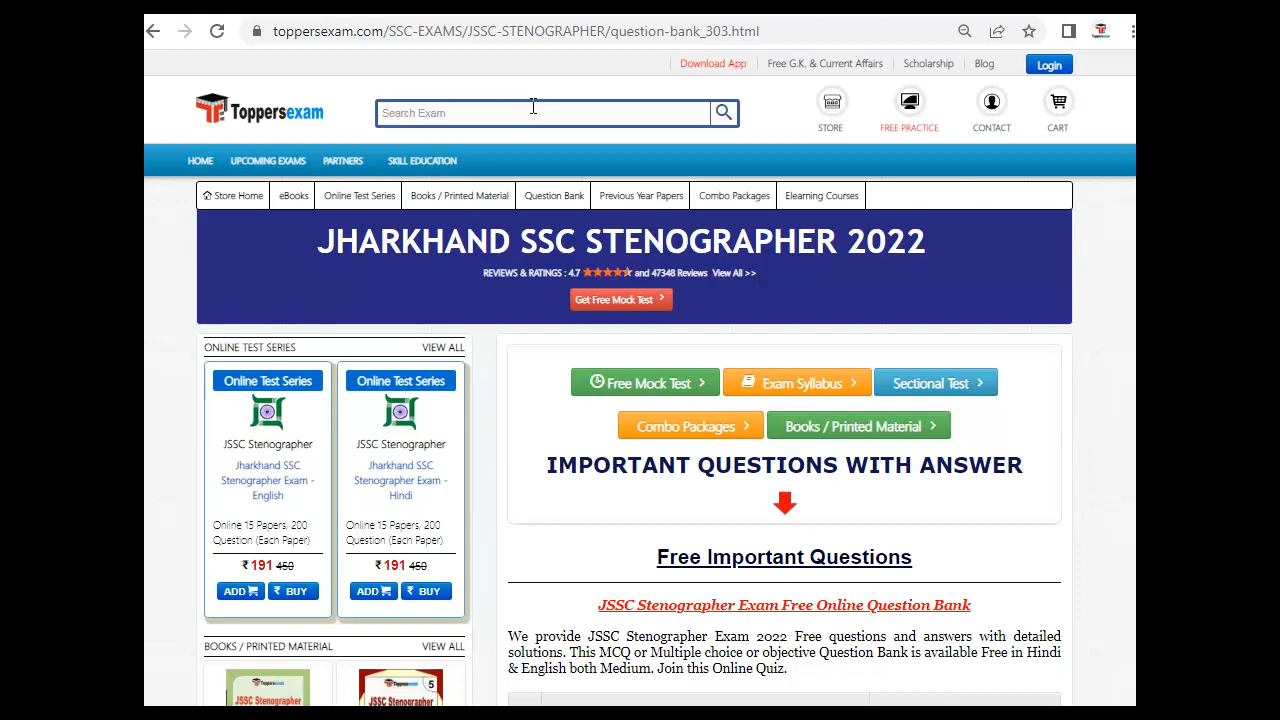 toppersexam.com/SSC-EXAMS/JSSC-STENOGRAPHER/question-bank_303.html
Download App
Free G.K. & Current Affairs
Scholarship
Blog
Login
Toppersexam
Search Exam
STORE
FREE PRACTICE
CONTACT
CART
HOME
UPCOMING EXAMS
PARTNERS
SKILL EDUCATION
Store Home
eBooks
Online Test Series
Books / Printed Material
Question Bank
Previous Year Papers
Combo Packages
Elearning Courses
JHARKHAND SSC STENOGRAPHER 2022
REVIEWS & RATINGS : 4.7 and 47348 Reviews View All >>
Get Free Mock Test
ONLINE TEST SERIES
VIEW ALL
Online Test Series
JSSC Stenographer
Jharkhand SSC
Stenographer Exam -
English
Online 15 Papers, 200
Question (Each Paper)
₹ 191 450
ADD
₹ BUY
Online Test Series
JSSC Stenographer
Jharkhand SSC
Stenographer Exam -
Hindi
Online 15 Papers, 200
Question (Each Paper)
₹ 191 450
ADD
₹ BUY
BOOKS / PRINTED MATERIAL
VIEW ALL
Toppersexam
JSSC Stenographer
Toppersexam
5
JSSC Stenographer
Free Mock Test
Exam Syllabus
Sectional Test
Combo Packages
Books / Printed Material
IMPORTANT QUESTIONS WITH ANSWER
Free Important Questions
JSSC Stenographer Exam Free Online Question Bank
We provide JSSC Stenographer Exam 2022 Free questions and answers with detailed
solutions. This MCQ or Multiple choice or objective Question Bank is available Free in Hindi
& English both Medium. Join this Online Quiz.